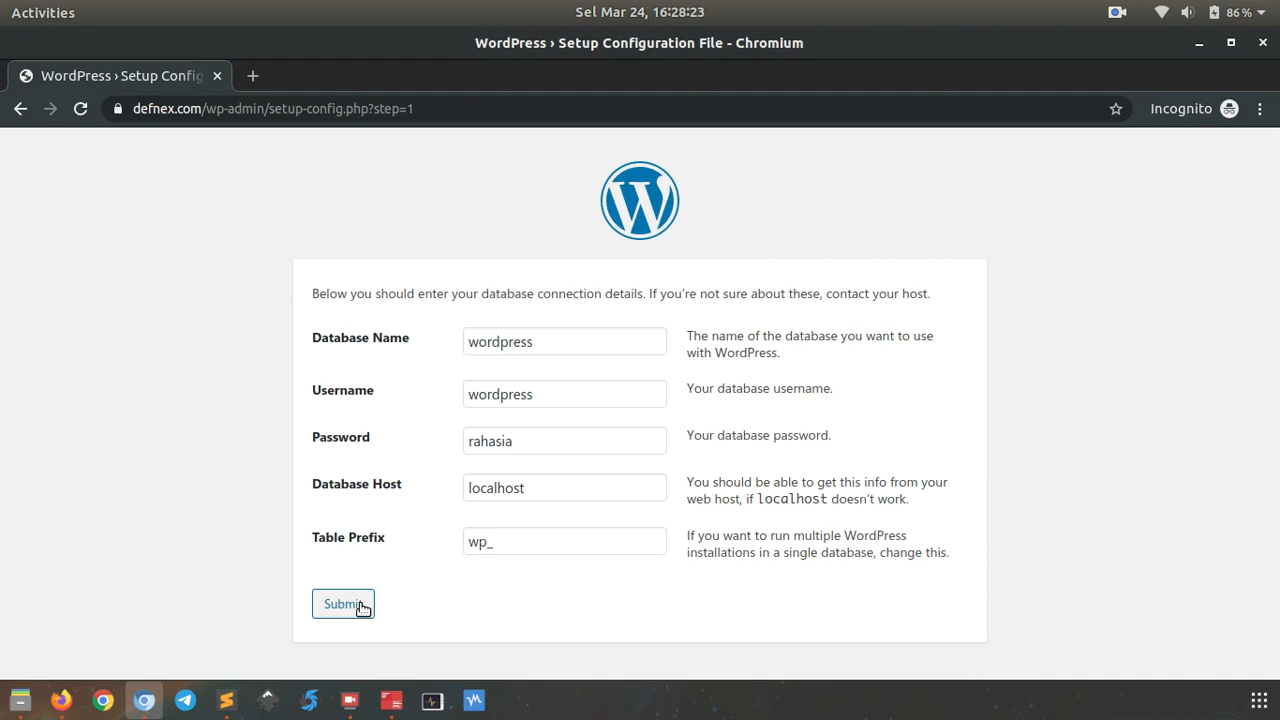 Activities
Sel Mar 24, 16:28:23
86 %
WordPress › Setup Configuration File - Chromium
WordPress › Setup Config
defnex.com/wp-admin/setup-config.php?step=1
Incognito
Below you should enter your database connection details. If you’re not sure about these, contact your host.
Database Name
wordpress
The name of the database you want to use
with WordPress.
Username
wordpress
Your database username.
Password
rahasia
Your database password.
Database Host
localhost
You should be able to get this info from your
web host, if localhost doesn’t work.
Table Prefix
wp_
If you want to run multiple WordPress
installations in a single database, change this.
Submit